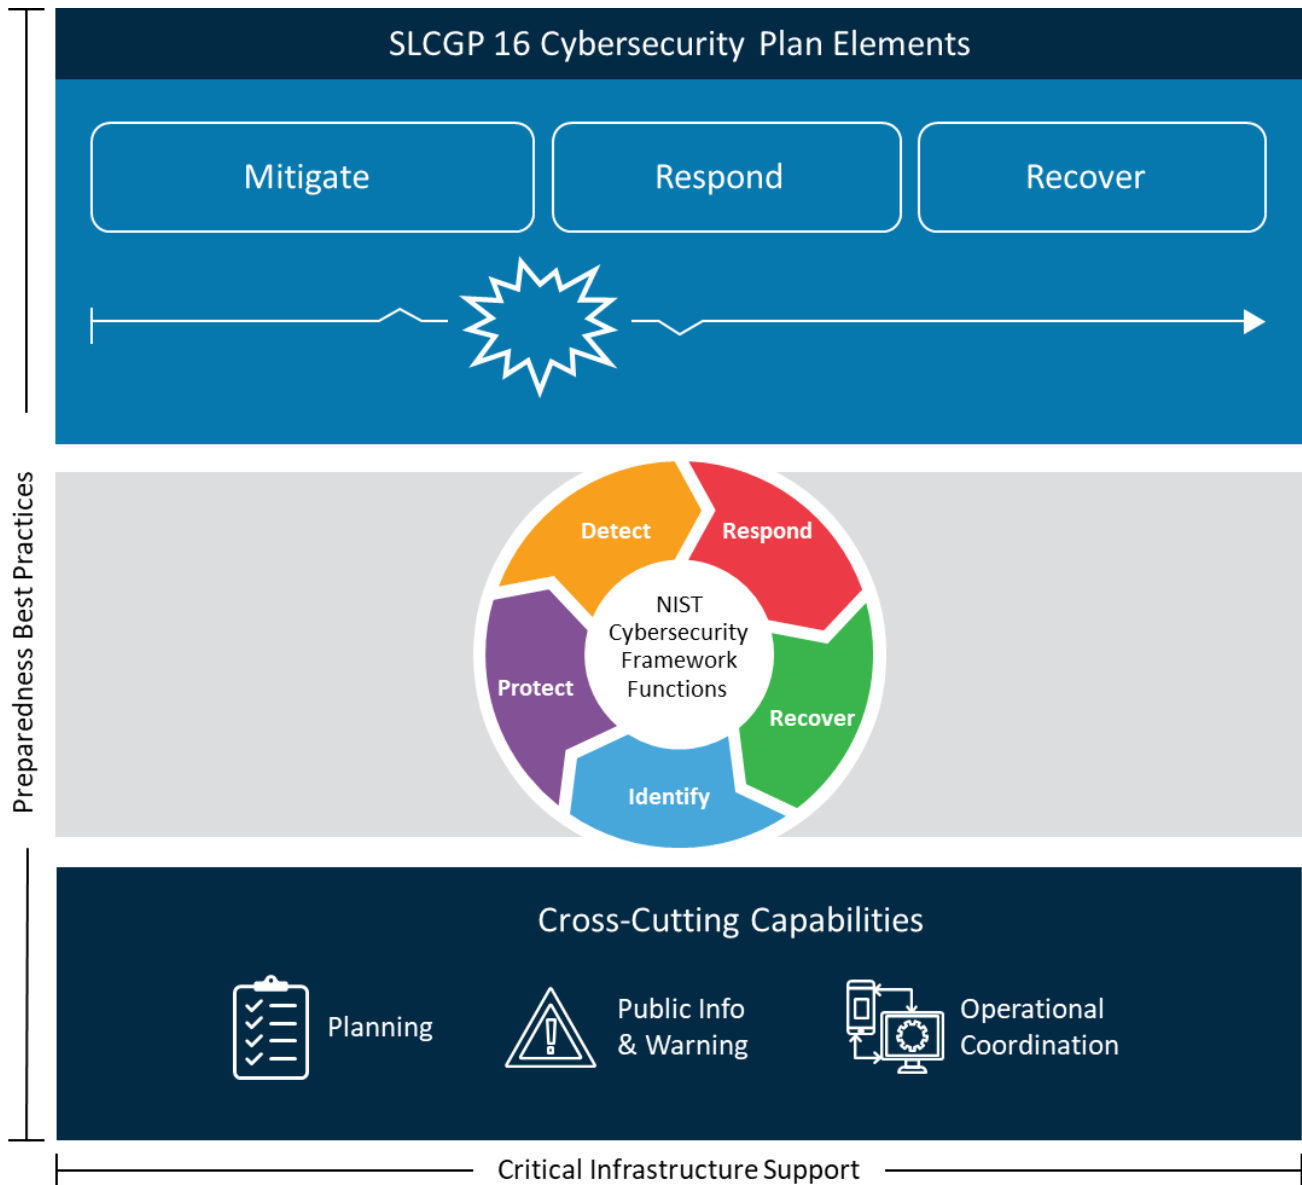 SLCGP 16 Cybersecurity Plan Elements
Mitigate
Respond
Recover
Preparedness Best Practices
Detect
Respond
NIST
Cybersecurity
Framework
Functions
Protect
Recover
Identify
Cross-Cutting Capabilities
Planning
Public Info
& Warning
Operational
Coordination
Critical Infrastructure Support